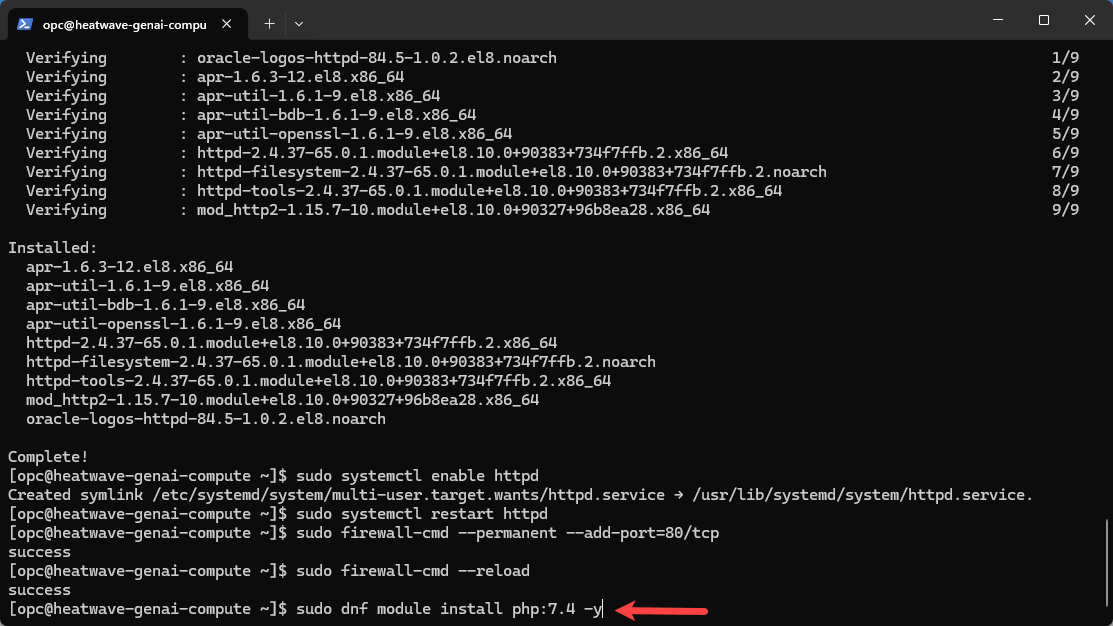 opc@heatwave-genai-compu
Verifying : oracle-logos-httpd-84.5-1.0.2.el8.noarch 1/9
Verifying : apr-1.6.3-12.el8.x86_64 2/9
Verifying : apr-util-1.6.1-9.el8.x86_64 3/9
Verifying : apr-util-bdb-1.6.1-9.el8.x86_64 4/9
Verifying : apr-util-openssl-1.6.1-9.el8.x86_64 5/9
Verifying : httpd-2.4.37-65.0.1.module+el8.10.0+90383+734f7ffb.2.x86_64 6/9
Verifying : httpd-filesystem-2.4.37-65.0.1.module+el8.10.0+90383+734f7ffb.2.noarch 7/9
Verifying : httpd-tools-2.4.37-65.0.1.module+el8.10.0+90383+734f7ffb.2.x86_64 8/9
Verifying : mod_http2-1.15.7-10.module+el8.10.0+90327+96b8ea28.x86_64 9/9
Installed:
apr-1.6.3-12.el8.x86_64
apr-util-1.6.1-9.el8.x86_64
apr-util-bdb-1.6.1-9.el8.x86_64
apr-util-openssl-1.6.1-9.el8.x86_64
httpd-2.4.37-65.0.1.module+el8.10.0+90383+734f7ffb.2.x86_64
httpd-filesystem-2.4.37-65.0.1.module+el8.10.0+90383+734f7ffb.2.noarch
httpd-tools-2.4.37-65.0.1.module+el8.10.0+90383+734f7ffb.2.x86_64
mod_http2-1.15.7-10.module+el8.10.0+90327+96b8ea28.x86_64
oracle-logos-httpd-84.5-1.0.2.el8.noarch
Complete!
[opc@heatwave-genai-compute ~]$ sudo systemctl enable httpd
Created symlink /etc/systemd/system/multi-user.target.wants/httpd.service → /usr/lib/systemd/system/httpd.service.
[opc@heatwave-genai-compute ~]$ sudo systemctl restart httpd
[opc@heatwave-genai-compute ~]$ sudo firewall-cmd --permanent --add-port=80/tcp
success
[opc@heatwave-genai-compute ~]$ sudo firewall-cmd --reload
success
[opc@heatwave-genai-compute ~]$ sudo dnf module install php:7.4 -y